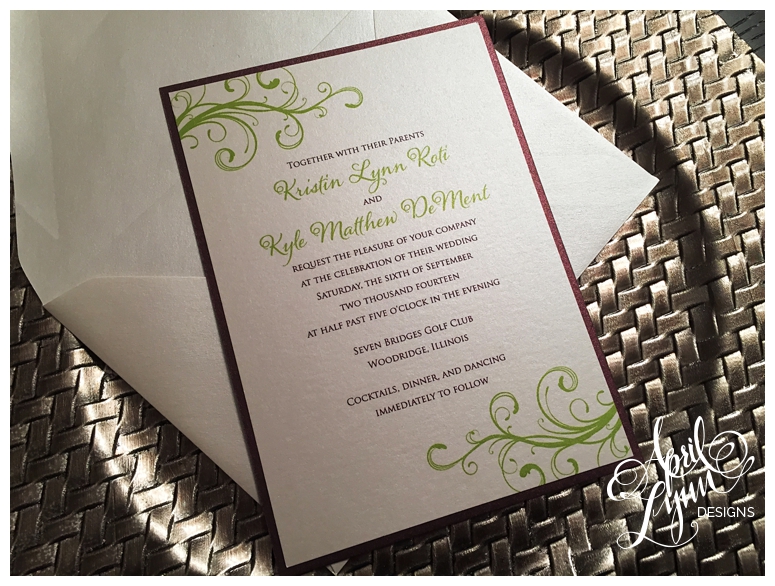 Together with their Parents
Kristin Lynn Roti
and
Kyle Matthew DeMent
request the pleasure of your company
at the celebration of their wedding
Saturday, the sixth of September
two thousand fourteen
at half past five o'clock in the evening
Seven Bridges Golf Club
Woodridge, Illinois
Cocktails, dinner, and dancing
immediately to follow
April
Lynn
DESIGNS